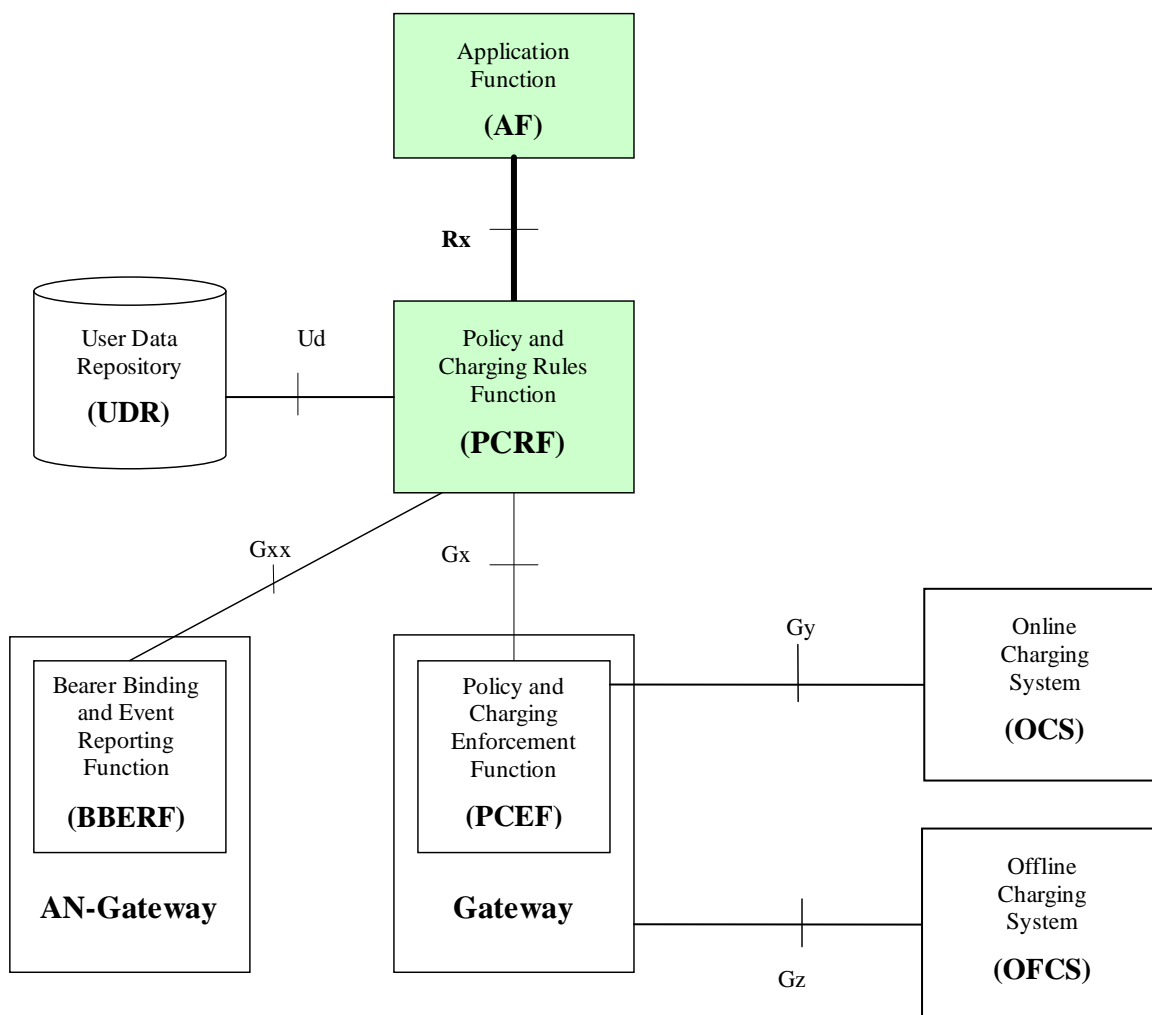 Application
Function
(AF)
Rx
User Data
Repository
(UDR)
Ud
Policy and
Charging Rules
Function
(PCRF)
Gxx
Gx
Bearer Binding
and Event
Reporting
Function
(BBERF)
AN-Gateway
Policy and
Charging
Enforcement
Function
(PCEF)
Gateway
Gy
Online
Charging
System
(OCS)
Gz
Offline
Charging
System
(OFCS)